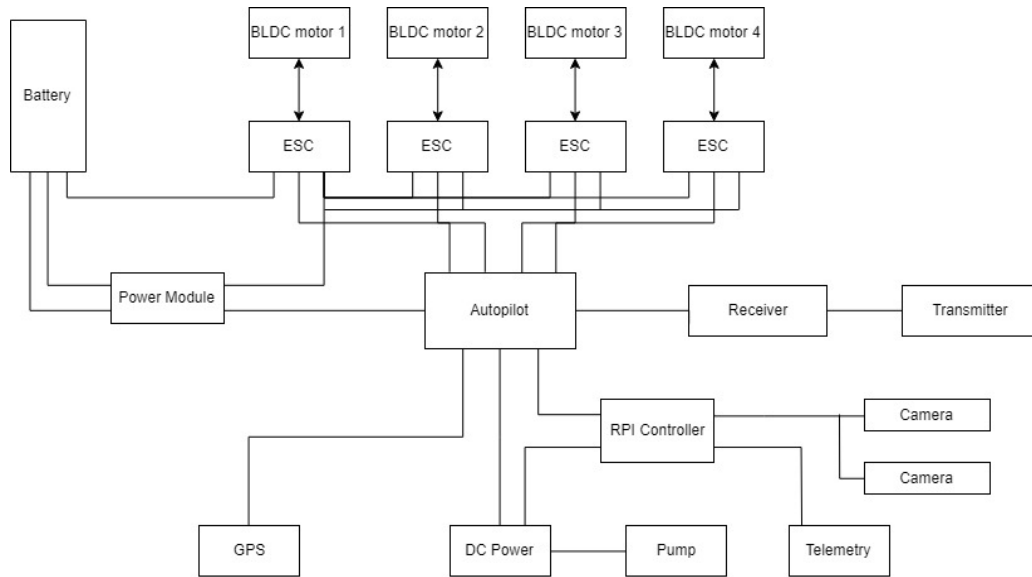 BLDC motor 1
BLDC motor 2
BLDC motor 3
BLDC motor 4
Battery
ESC
ESC
ESC
ESC
Power Module
Autopilot
Receiver
Transmitter
RPI Controller
Camera
Camera
GPS
DC Power
Pump
Telemetry